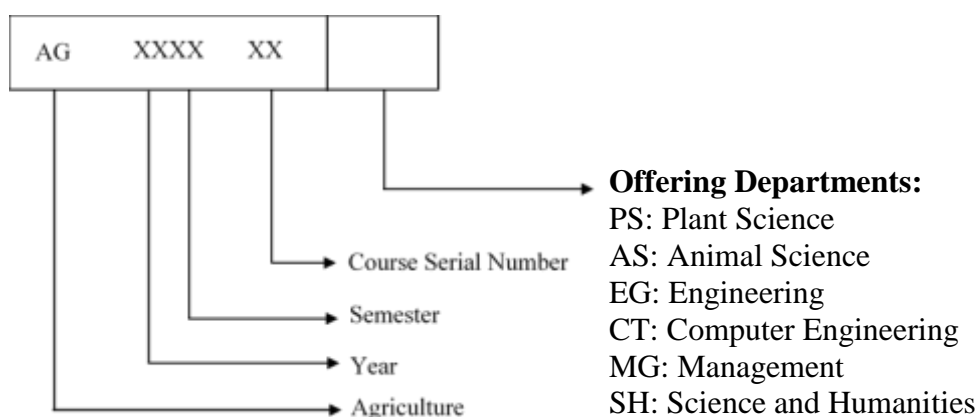 AG XXXX XX
Offering Departments:
PS: Plant Science
AS: Animal Science
EG: Engineering
CT: Computer Engineering
MG: Management
SH: Science and Humanities
Course Serial Number
Semester
Year
Agriculture